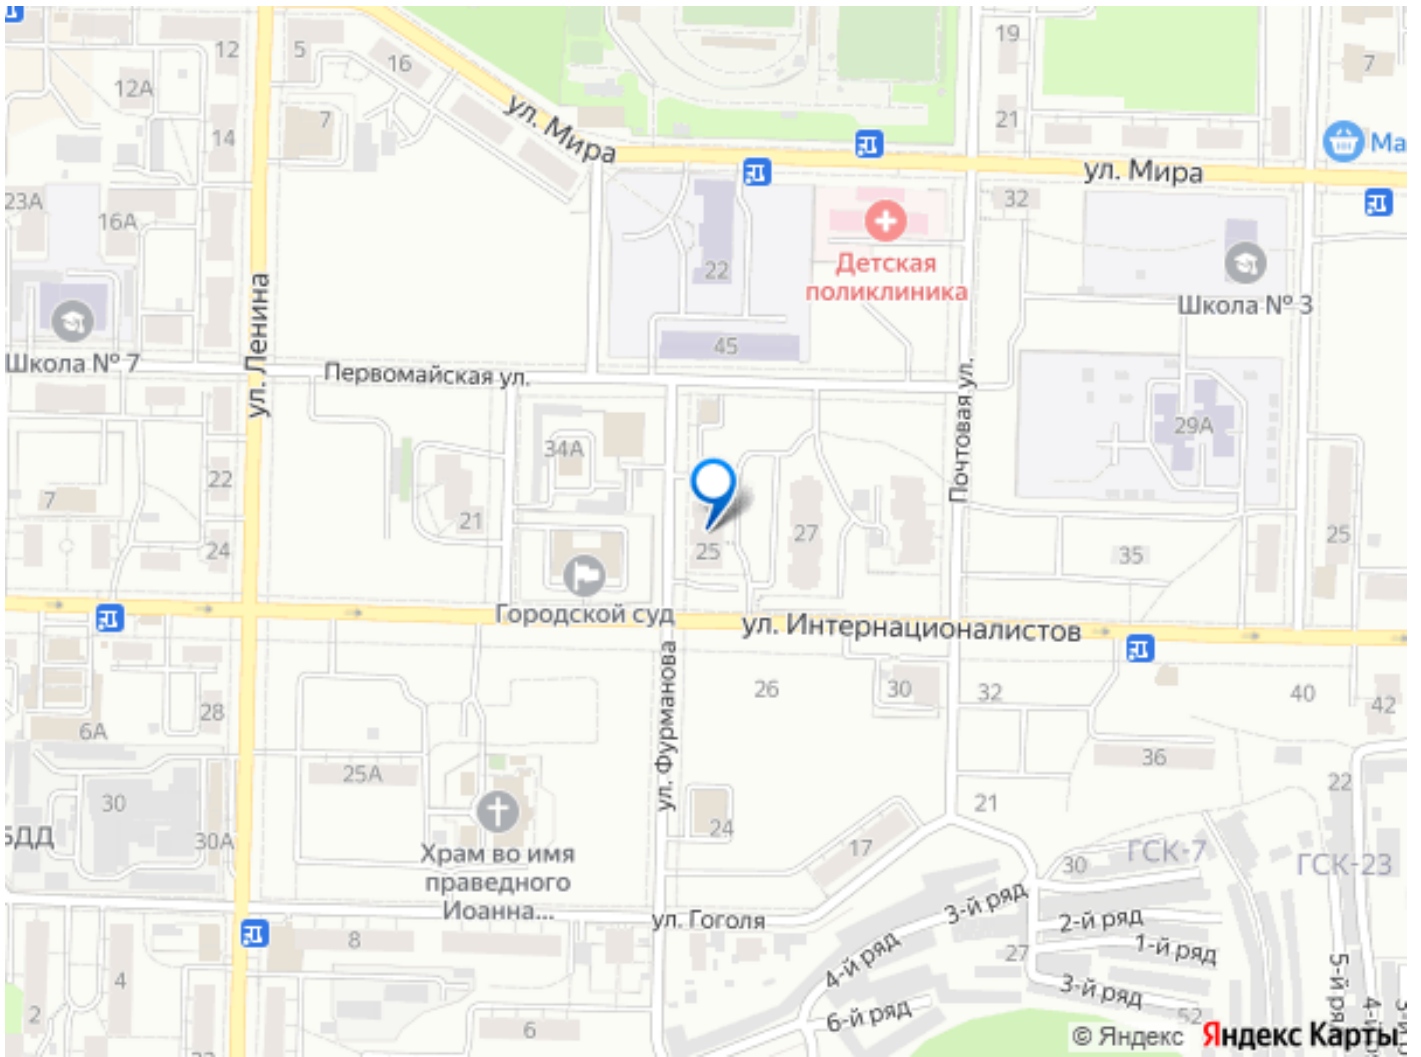 12
5
16
19
7
12А
7
14
ул. Мира
21
Ма
ул. Мира
23А
16А
32
22
Детская
поликлиника
Школа № 3
ул. Ленина
Школа № 7
45
Первомайская ул.
Почтовая ул.
29А
34А
22
7
21
27
25
24
25
35
Городской суд
ул. Интернационалистов
ул. Фурманова
26
30
32
40
42
28
6А
36
25А
22
30
21
24
БДД
30А
17
ГСК-7
30
ГСК-23
Храм во имя
праведного
Иоанна...
3-й ряд
ул. Гоголя
2-й ряд
8
4-й ряд
27
1-й ряд
4
3-й ряд
5-й ряд
2
6
6-й ряд
52
© Яндекс Яндекс Карты